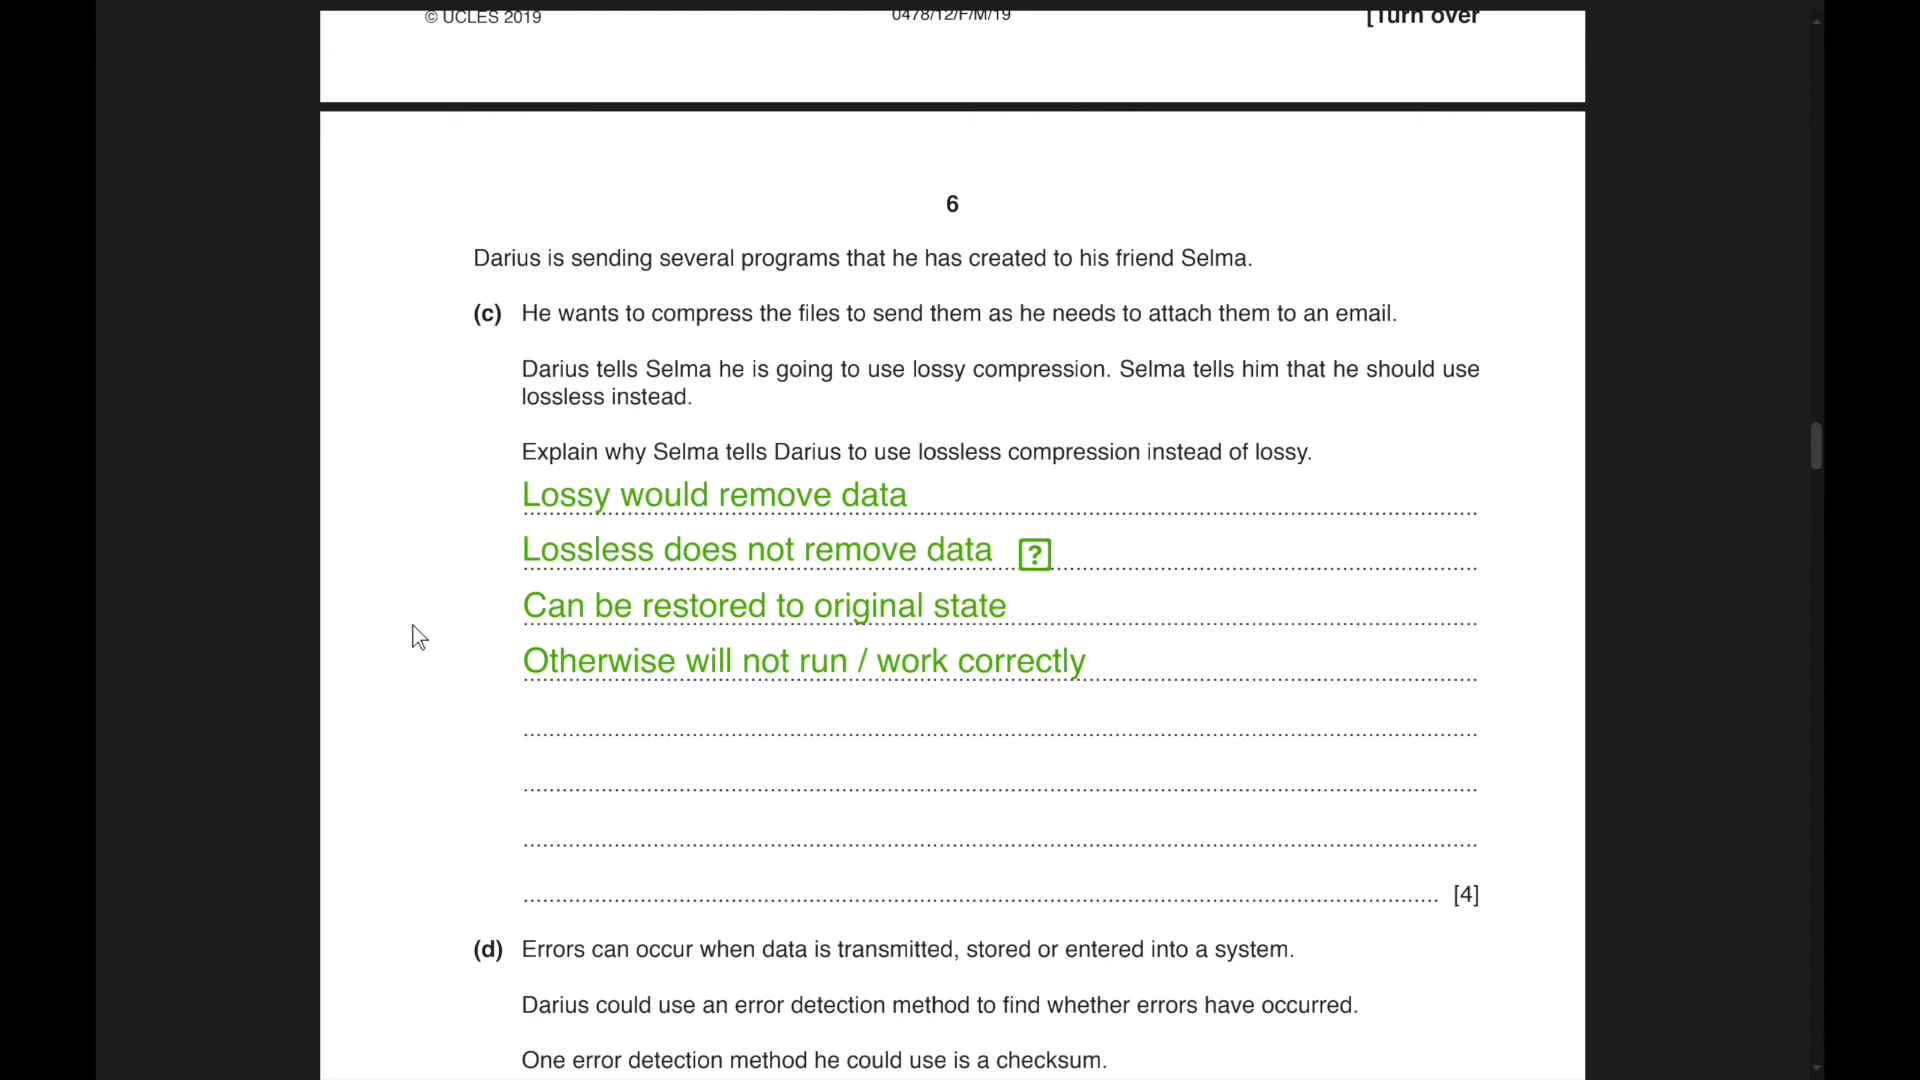 © UCLES 2019 0478/12/F/M/19 [Turn over
6
Darius is sending several programs that he has created to his friend Selma.
(c) He wants to compress the files to send them as he needs to attach them to an email.
Darius tells Selma he is going to use lossy compression. Selma tells him that he should use
lossless instead.
Explain why Selma tells Darius to use lossless compression instead of lossy.
Lossy would remove data
Lossless does not remove data ?
Can be restored to original state
Otherwise will not run / work correctly
[4]
(d) Errors can occur when data is transmitted, stored or entered into a system.
Darius could use an error detection method to find whether errors have occurred.
One error detection method he could use is a checksum.